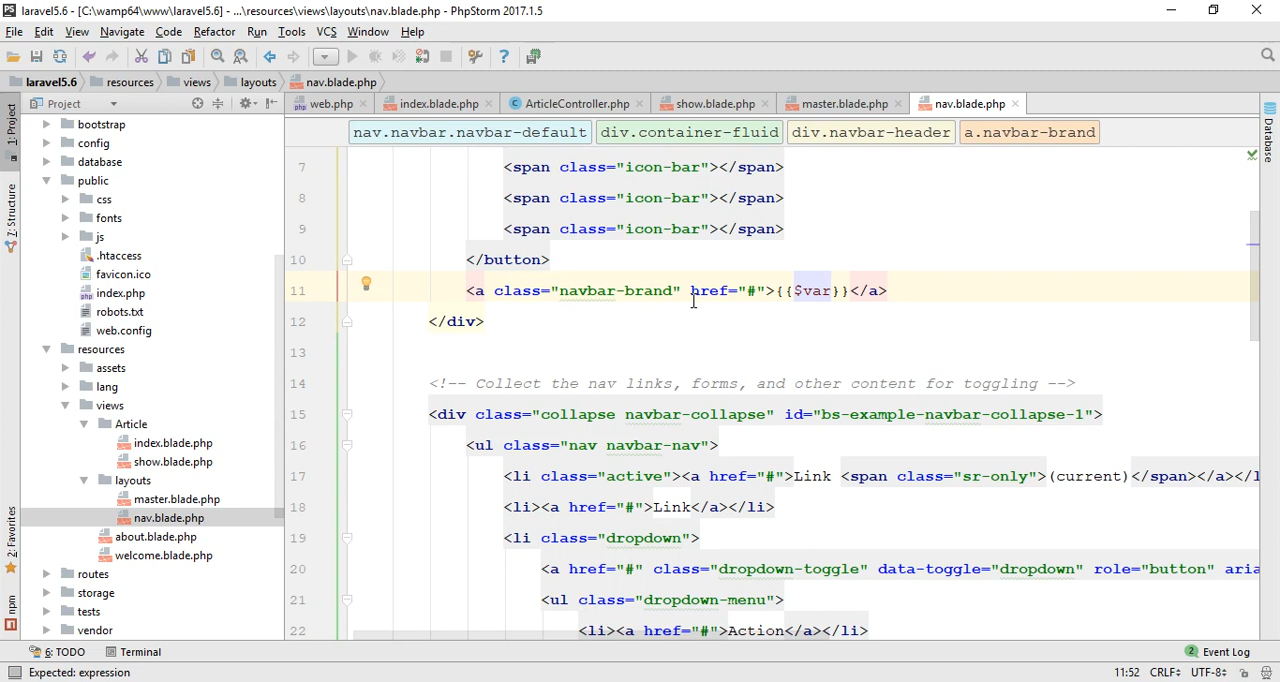 laravel5.6 - [C:\wamp64\www\laravel5.6] - ...\resources\views\layouts\nav.blade.php - PhpStorm 2017.1.5
File Edit View Navigate Code Refactor Run Tools VCS Window Help
laravel5.6 resources views layouts nav.blade.php
1: Project
7: Structure
2: Favorites
npm
Project
bootstrap
config
database
public
css
fonts
js
.htaccess
favicon.ico
index.php
robots.txt
web.config
resources
assets
lang
views
Article
index.blade.php
show.blade.php
layouts
master.blade.php
nav.blade.php
about.blade.php
welcome.blade.php
routes
storage
tests
vendor
web.php index.blade.php ArticleController.php show.blade.php master.blade.php nav.blade.php
nav.navbar.navbar-default div.container-fluid div.navbar-header a.navbar-brand
7 <span class="icon-bar"></span>
8 <span class="icon-bar"></span>
9 <span class="icon-bar"></span>
10 </button>
11 <a class="navbar-brand" href="#">{{$var}}</a>
12 </div>
13
14 <!-- Collect the nav links, forms, and other content for toggling -->
15 <div class="collapse navbar-collapse" id="bs-example-navbar-collapse-1">
16 <ul class="nav navbar-nav">
17 <li class="active"><a href="#">Link <span class="sr-only">(current)</span></a></l
18 <li><a href="#">Link</a></li>
19 <li class="dropdown">
20 <a href="#" class="dropdown-toggle" data-toggle="dropdown" role="button" aria
21 <ul class="dropdown-menu">
22 <li><a href="#">Action</a></li>
Database
6: TODO Terminal 2 Event Log
Expected: expression 11:52 CRLF UTF-8